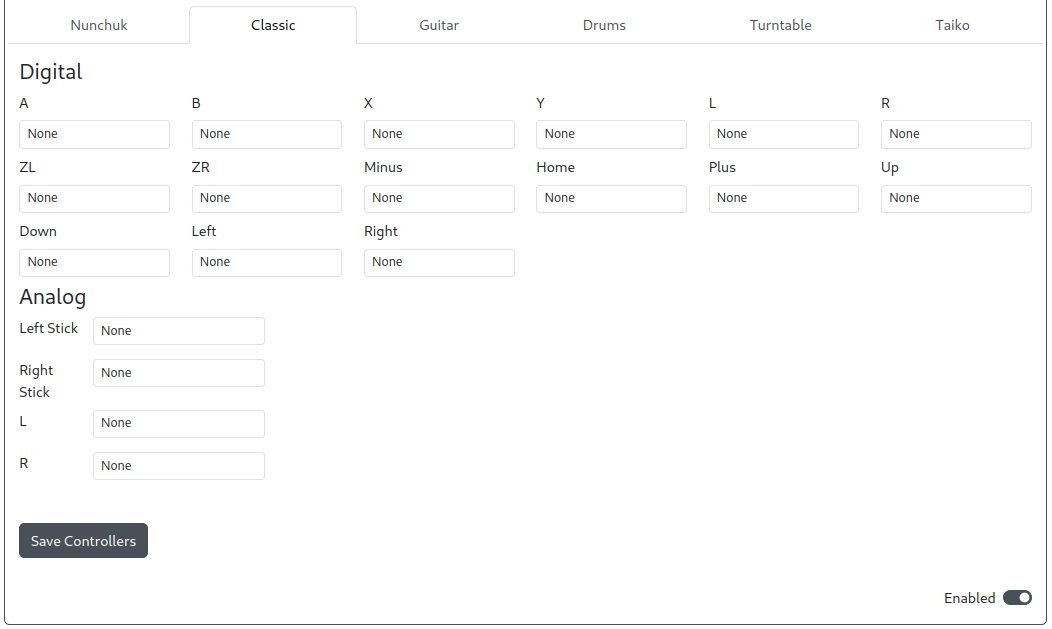 Nunchuk Classic Guitar Drums Turntable Taiko
Digital
A B X Y L R
None None None None None None
ZL ZR Minus Home Plus Up
None None None None None None
Down Left Right
None None None
Analog
Left Stick None
Right None
Stick
L None
R None
Save Controllers
Enabled